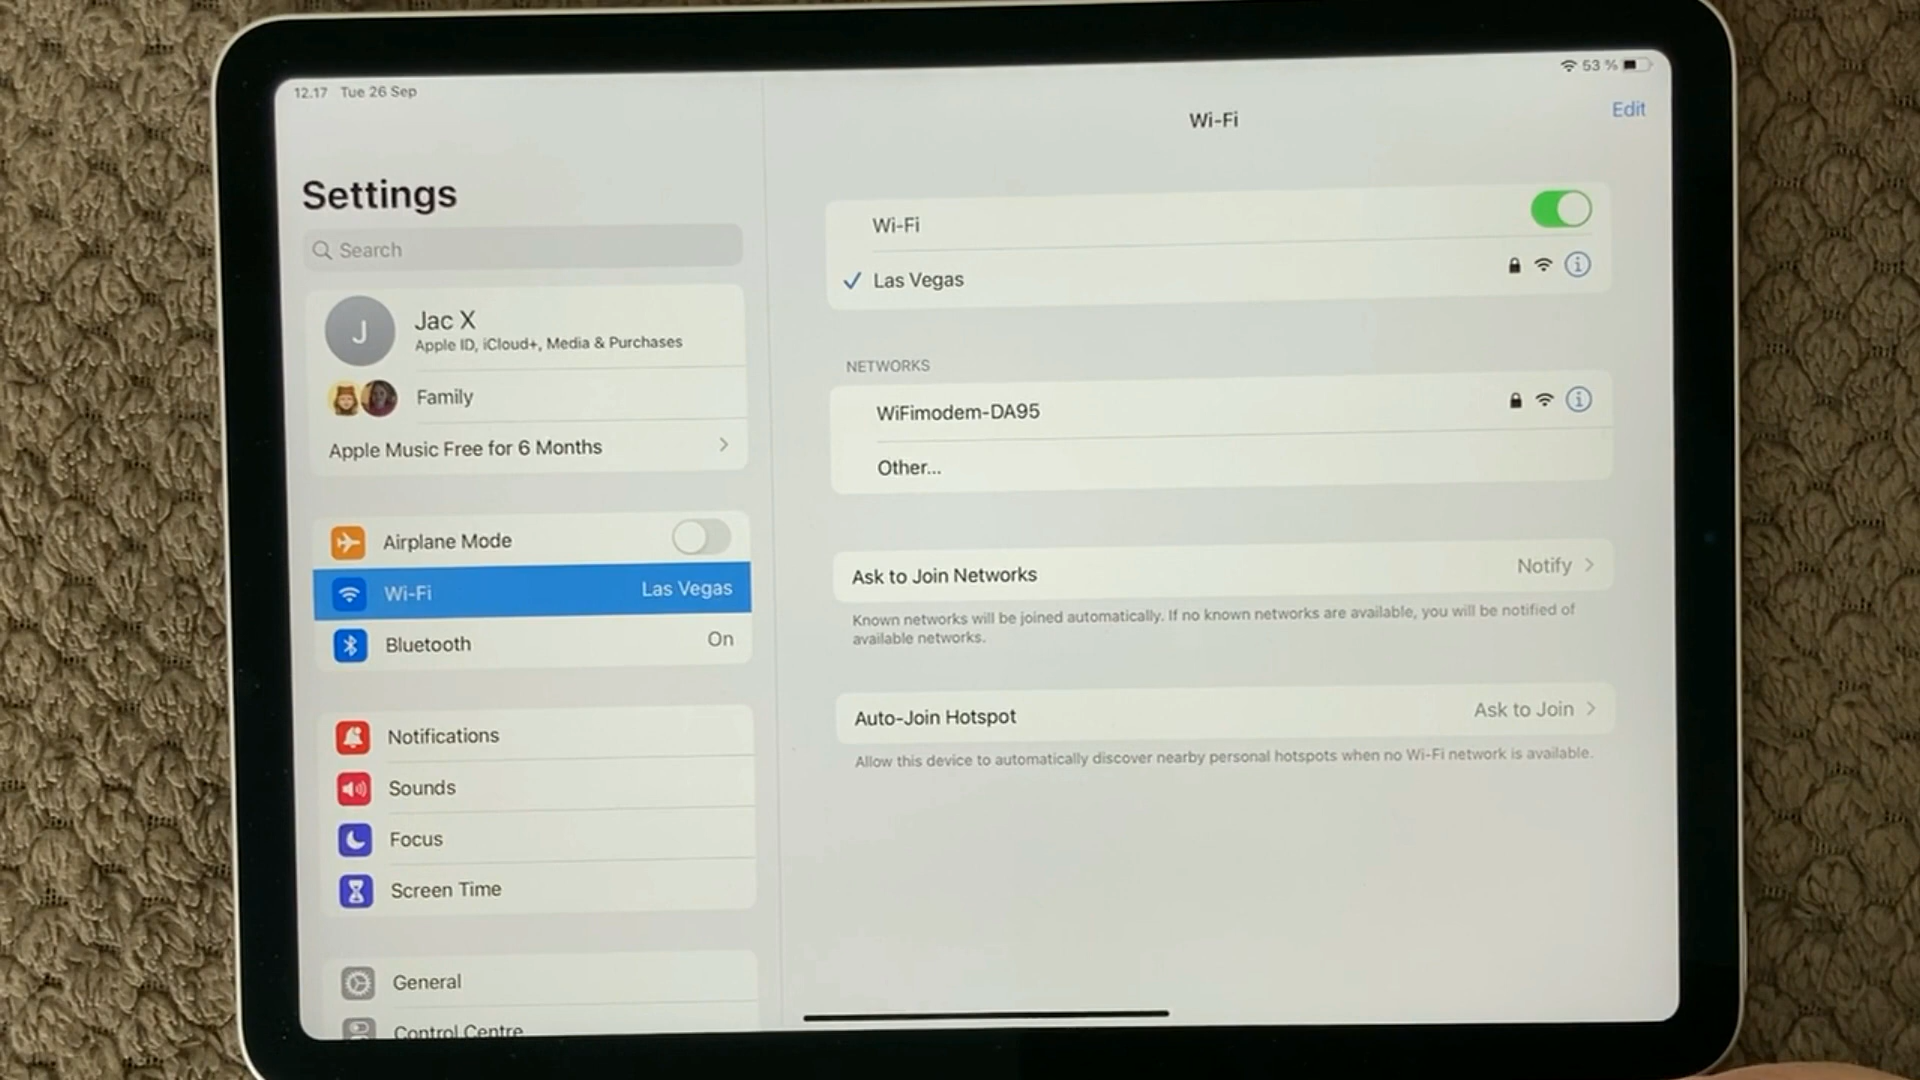 12.17 Tue 26 Sep
53 %
Settings
Search
J
Jac X
Apple ID, iCloud+, Media & Purchases
Family
Apple Music Free for 6 Months
Airplane Mode
Wi-Fi Las Vegas
Bluetooth On
Notifications
Sounds
Focus
Screen Time
General
Control Centre
Wi-Fi
Edit
Wi-Fi
Las Vegas
NETWORKS
WiFimodem-DA95
Other...
Ask to Join Networks Notify
Known networks will be joined automatically. If no known networks are available, you will be notified of
available networks.
Auto-Join Hotspot Ask to Join
Allow this device to automatically discover nearby personal hotspots when no Wi-Fi network is available.